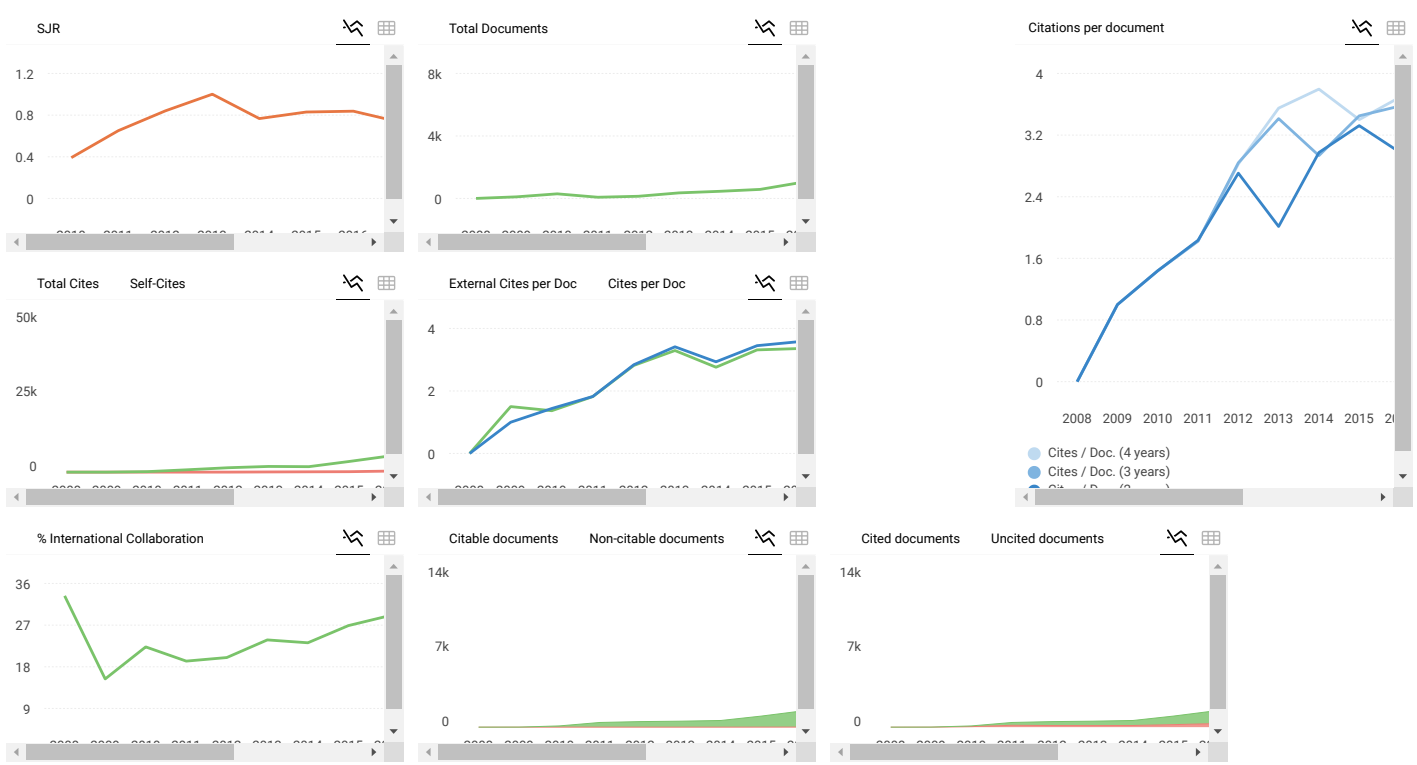 SJR
1.2
0.8
0.4
0
Total Documents
8k
4k
0
Citations per document
4
3.2
2.4
1.6
0.8
0
2008 2009 2010 2011 2012 2013 2014 2015
Cites / Doc. (4 years)
Cites / Doc. (3 years)
Total Cites Self-Cites
50k
25k
0
External Cites per Doc Cites per Doc
4
2
0
% International Collaboration
36
27
18
9
Citable documents Non-citable documents
14k
7k
0
Cited documents Uncited documents
14k
7k
0